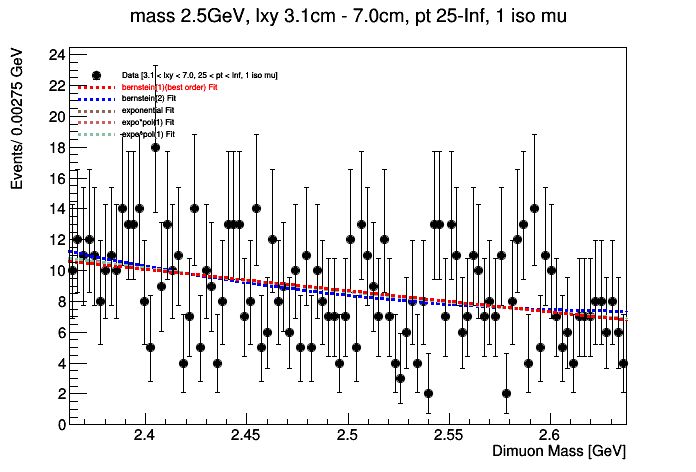 mass 2.5GeV, lxy 3.1cm - 7.0cm, pt 25-Inf, 1 iso mu
Events/ 0.00275 GeV
24
22
20
18
16
14
12
10
8
6
4
2
0
Data [3.1 < lxy < 7.0, 25 < pt < Inf, 1 iso mu]
bernstein(1)(best order) Fit
bernstein(2) Fit
exponential Fit
expo*pol(1) Fit
expo*pol(1) Fit
2.4
2.45
2.5
2.55
2.6
Dimuon Mass [GeV]